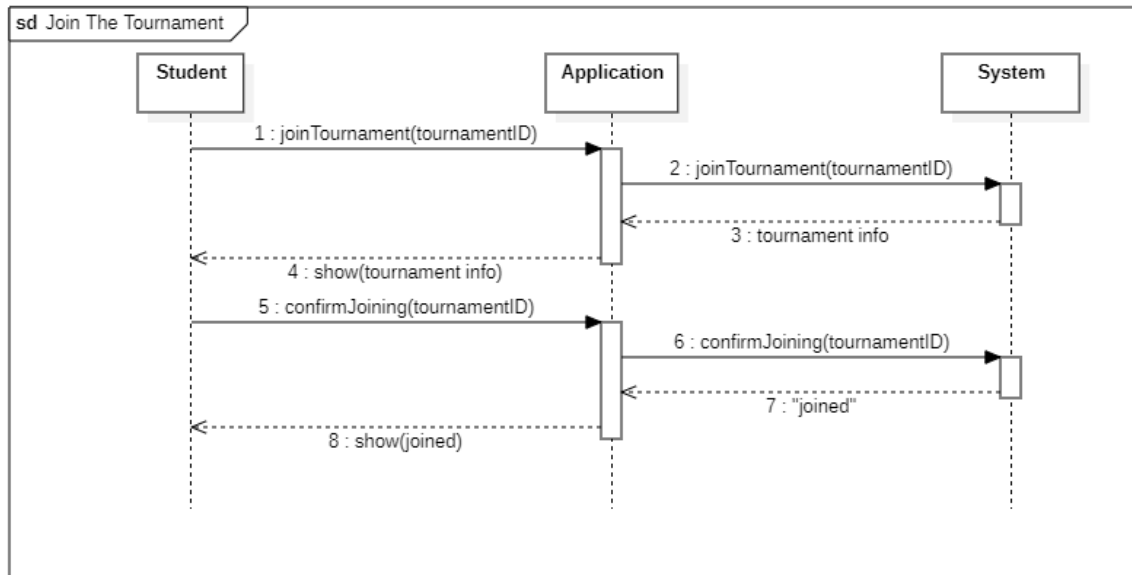 sd Join The Tournament
Student
Application
System
1 : joinTournament(tournamentID)
2 : joinTournament(tournamentID)
3 : tournament info
4 : show(tournament info)
5 : confirmJoining(tournamentID)
6 : confirmJoining(tournamentID)
7 : "joined"
8 : show(joined)